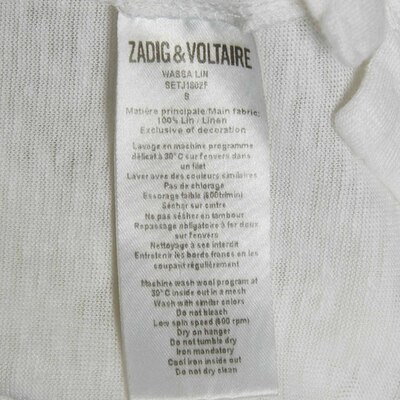 ZADIG & VOLTAIRE
WASSA LIN
SETJ1802F
S
Matière principale/Main fabric:
100% Lin / Linen
Exclusive of decoration
Lavage en machine programme
délicat à 30°C sur l'envers dans
un filet
Laver avec des couleurs similaires
Pas de chlorage
Essorage faible (600tr/min)
Sécher sur cintre
Ne pas sécher en tambour
Repassage obligatoire à fer doux
sur l'envers
Nettoyage à sec interdit
Entretenir les bords francs en les
coupant régulièrement
Machine wash wool program at
30°C inside out in a mesh
Wash with similar colors
Do not bleach
Low spin speed (600 rpm)
Dry on hanger
Do not tumble dry
Iron mandatory
Cool iron inside out
Do not dry clean